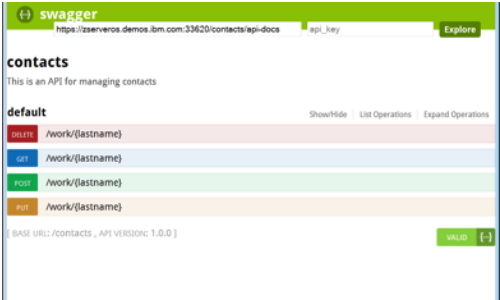 swagger
https://zserveros.demos.ibm.com:33620/contacts/api-docs api_key Explore
contacts
This is an API for managing contacts
default Show/Hide List Operations Expand Operations
DELETE /work/{lastname}
GET /work/{lastname}
POST /work/{lastname}
PUT /work/{lastname}
[ BASE URL: /contacts , API VERSION: 1.0.0 ] VALID {-}